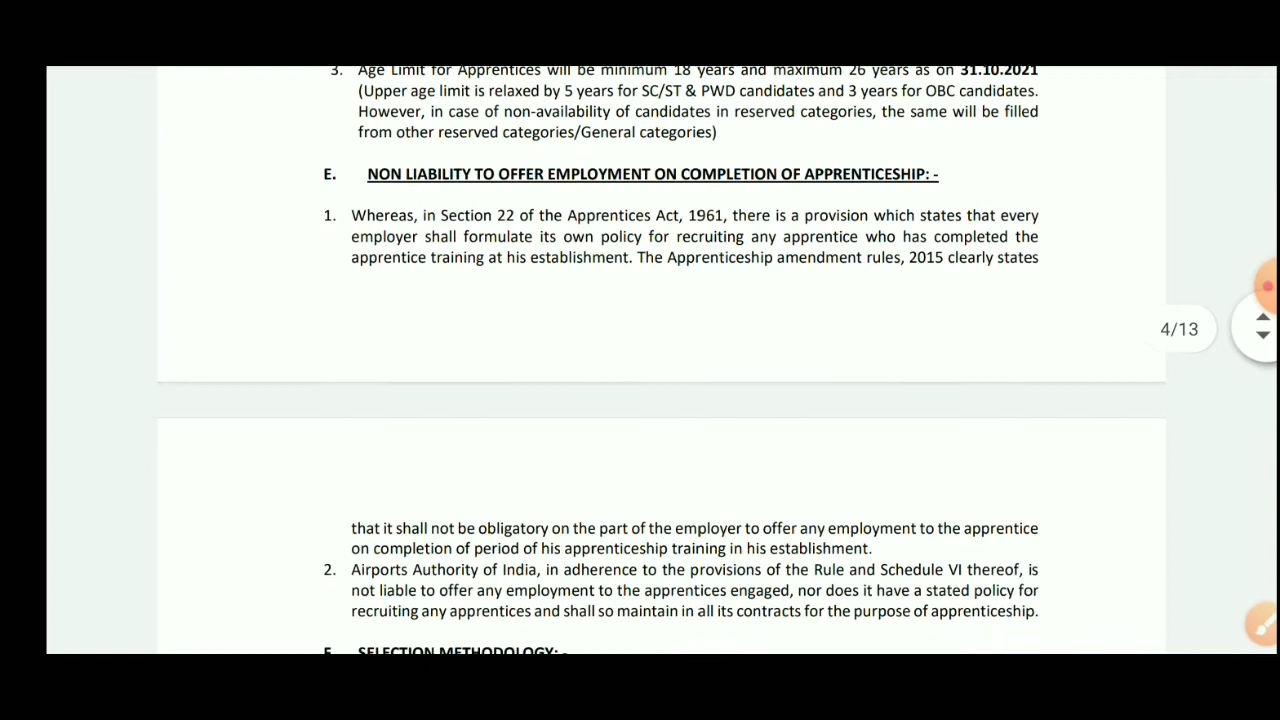 3. Age Limit for Apprentices will be minimum 18 years and maximum 26 years as on 31.10.2021
(Upper age limit is relaxed by 5 years for SC/ST & PWD candidates and 3 years for OBC candidates.
However, in case of non-availability of candidates in reserved categories, the same will be filled
from other reserved categories/General categories)
E. NON LIABILITY TO OFFER EMPLOYMENT ON COMPLETION OF APPRENTICESHIP: -
1. Whereas, in Section 22 of the Apprentices Act, 1961, there is a provision which states that every
employer shall formulate its own policy for recruiting any apprentice who has completed the
apprentice training at his establishment. The Apprenticeship amendment rules, 2015 clearly states
4/13
that it shall not be obligatory on the part of the employer to offer any employment to the apprentice
on completion of period of his apprenticeship training in his establishment.
2. Airports Authority of India, in adherence to the provisions of the Rule and Schedule VI thereof, is
not liable to offer any employment to the apprentices engaged, nor does it have a stated policy for
recruiting any apprentices and shall so maintain in all its contracts for the purpose of apprenticeship.
F. SELECTION METHODOLOGY: -